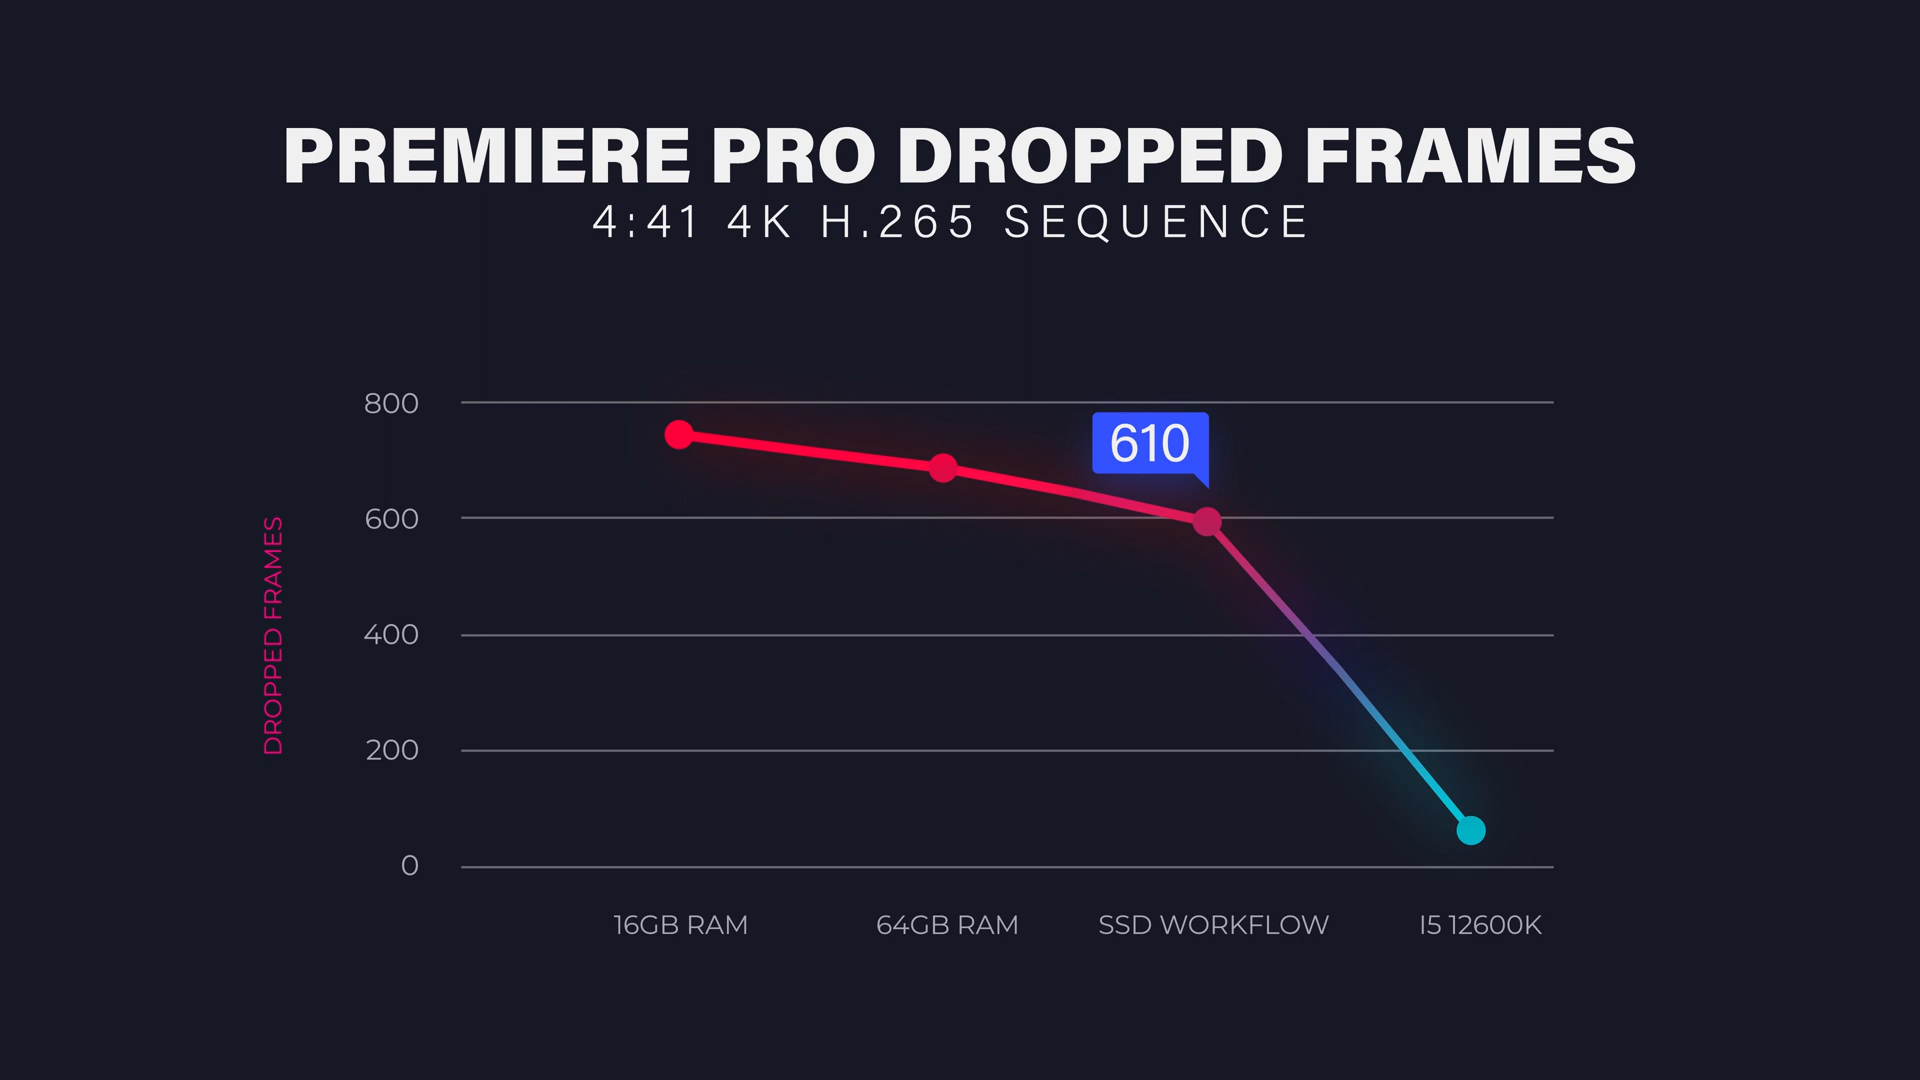 PREMIERE PRO DROPPED FRAMES
4:41 4K H.265 SEQUENCE
800
610
600
400
200
0
DROPPED FRAMES
16GB RAM
64GB RAM
SSD WORKFLOW
I5 12600K